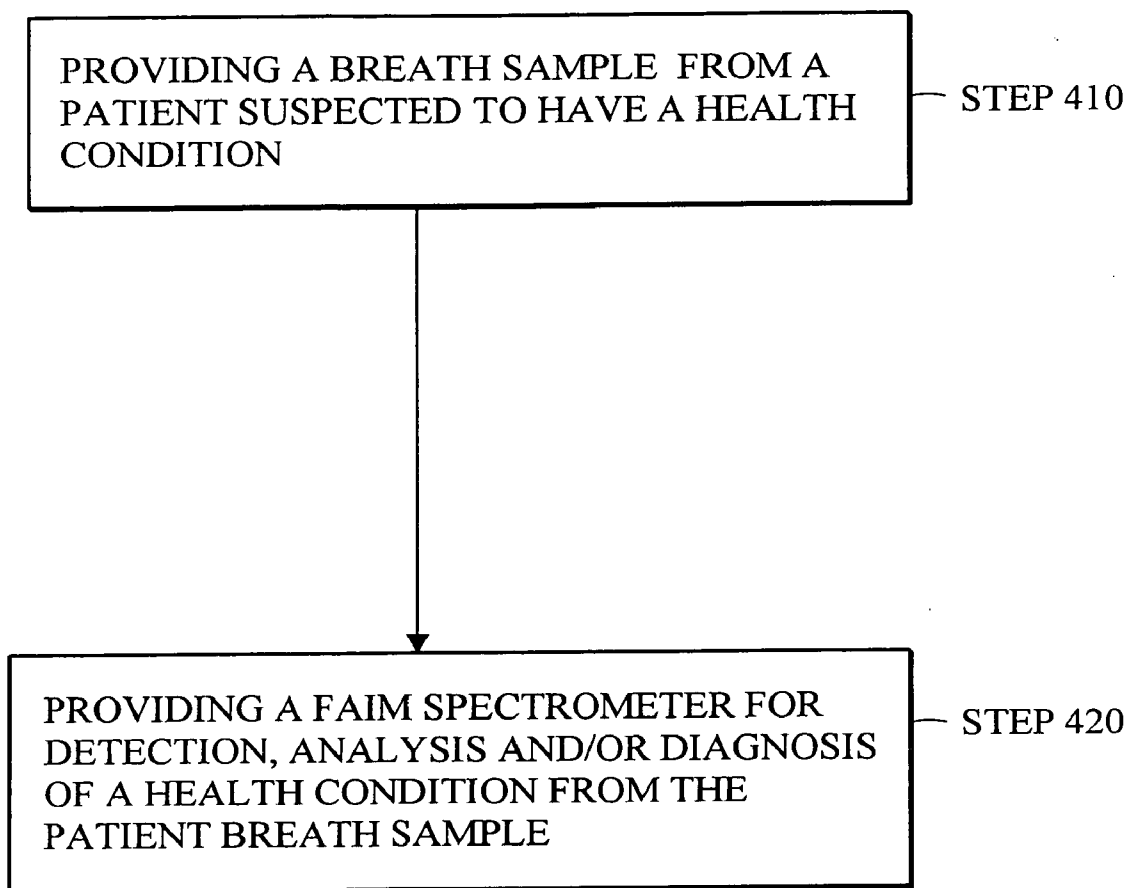 PROVIDING A BREATH SAMPLE FROM A
PATIENT SUSPECTED TO HAVE A HEALTH
CONDITION
STEP 410
PROVIDING A FAIM SPECTROMETER FOR
DETECTION, ANALYSIS AND/OR DIAGNOSIS
OF A HEALTH CONDITION FROM THE
PATIENT BREATH SAMPLE
STEP 420